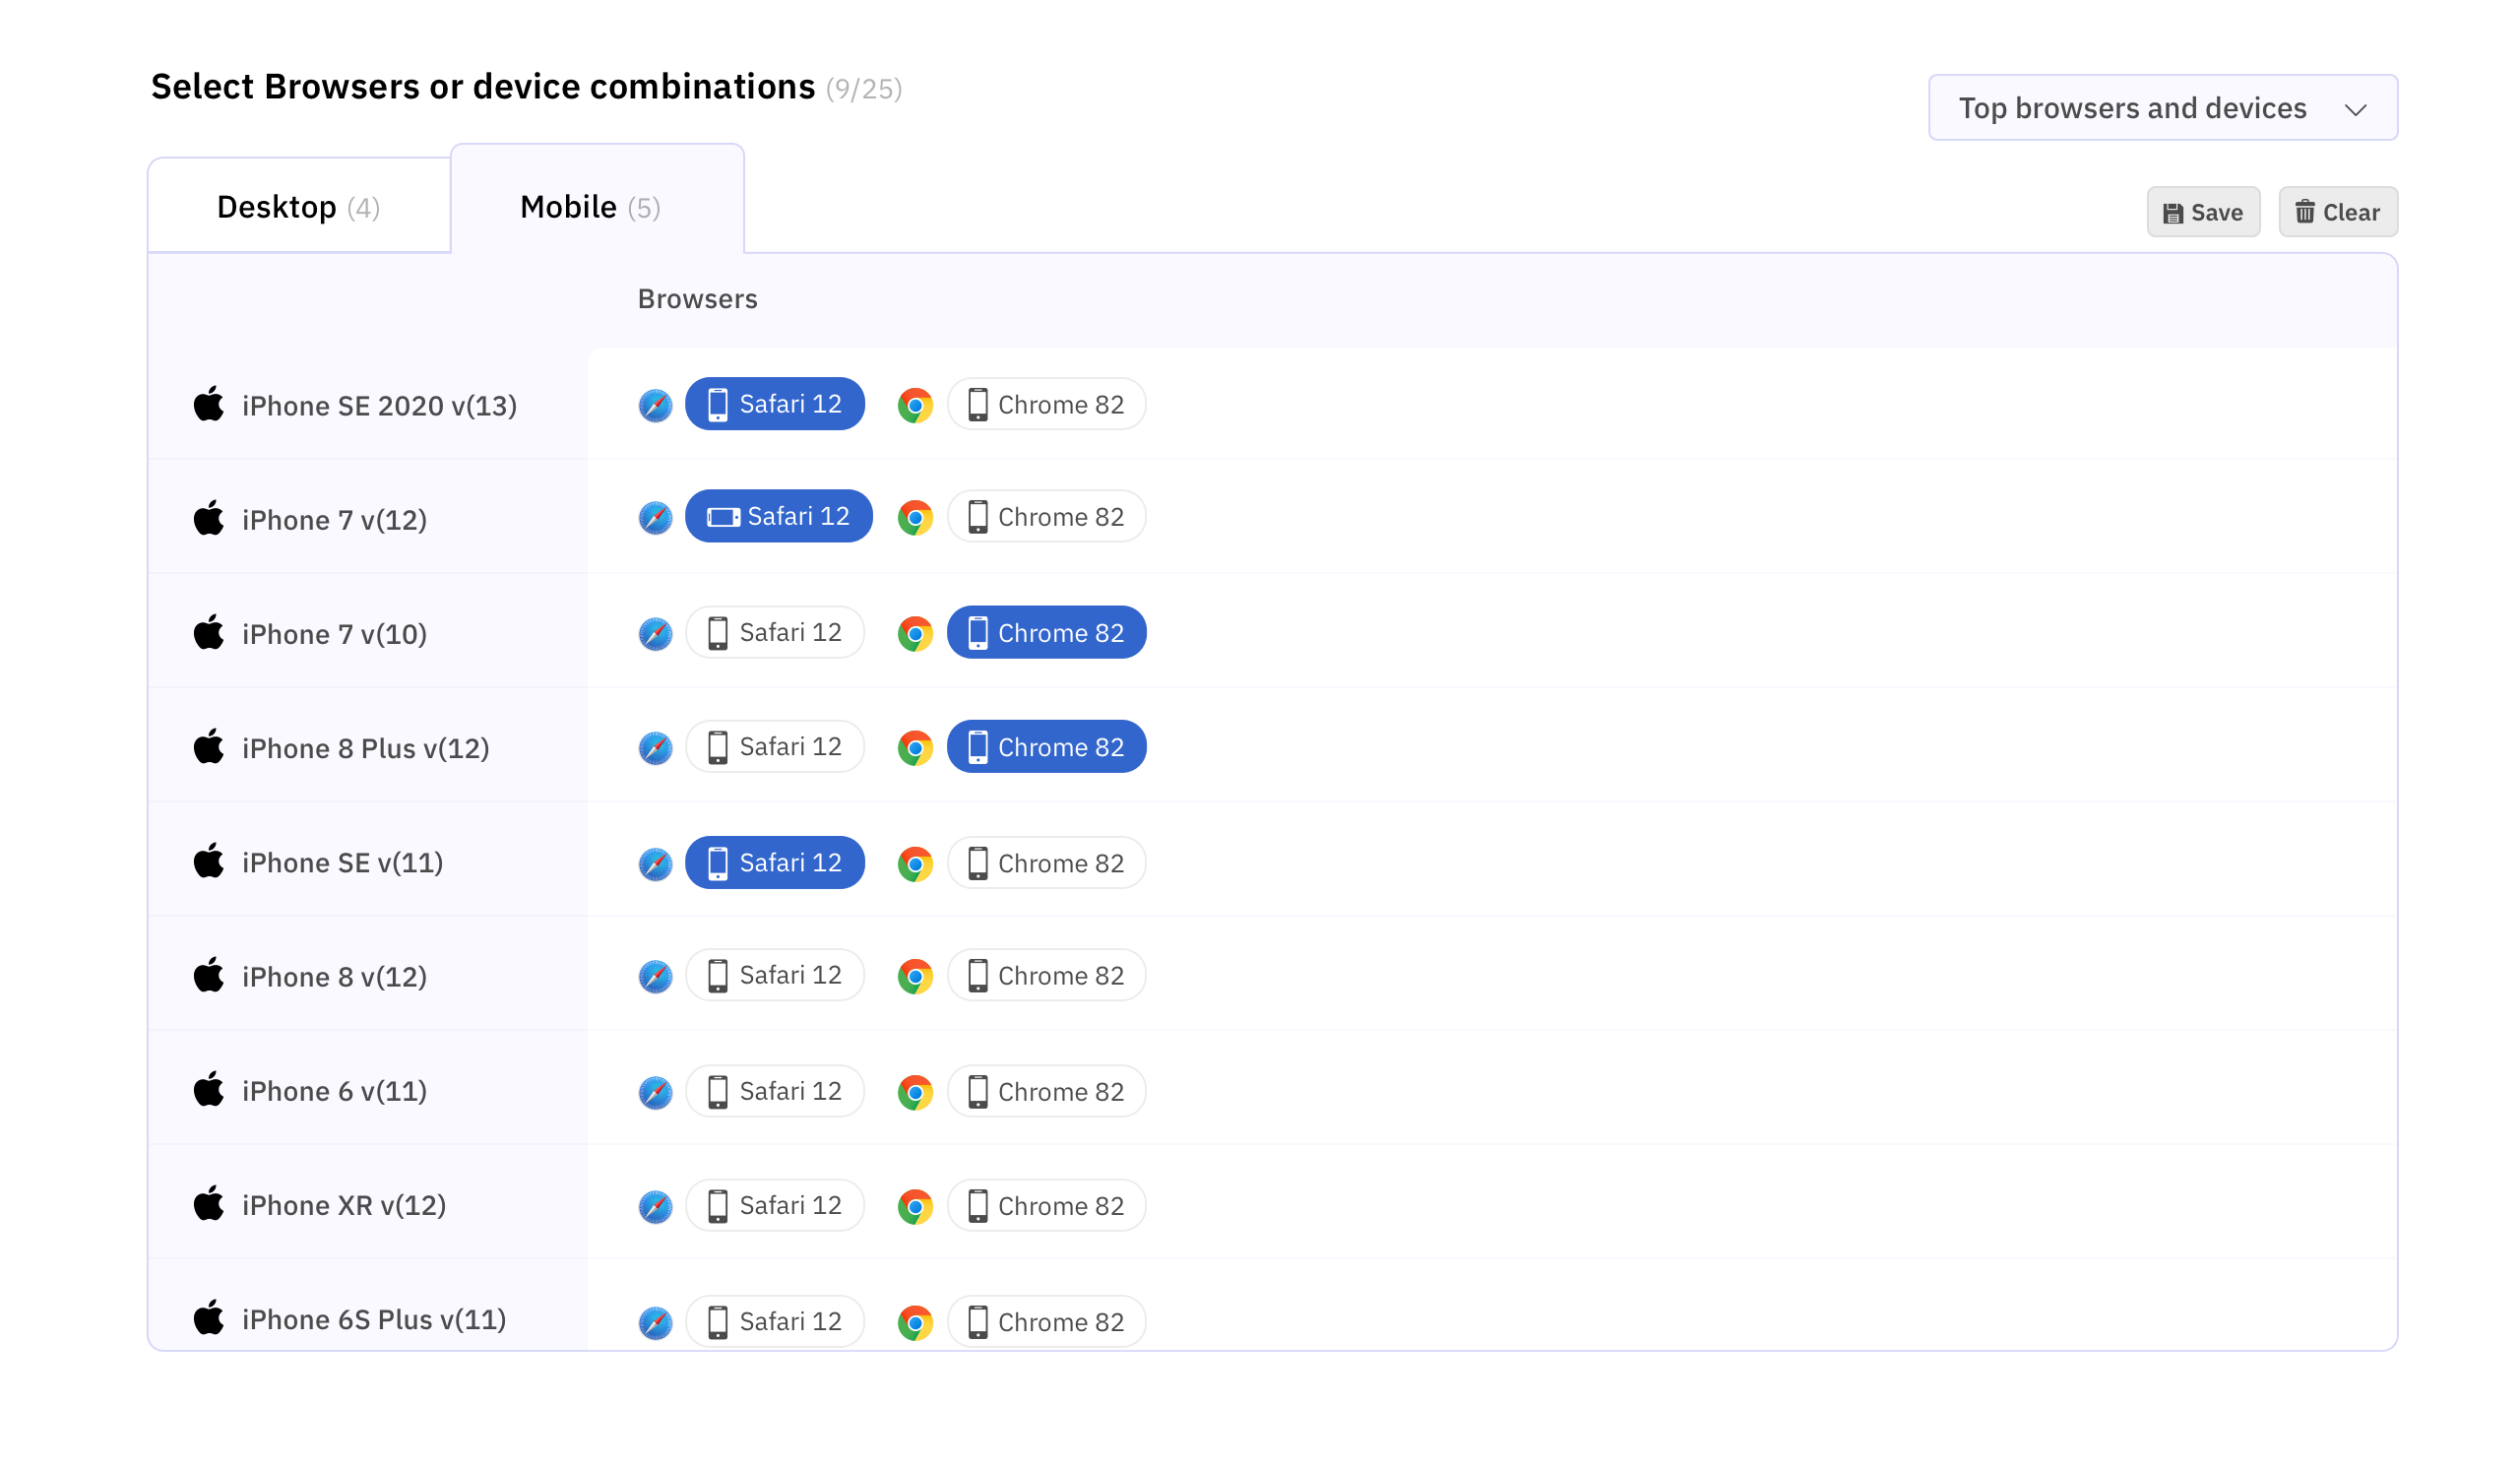 Select Browsers or device combinations (9/25)
Top browsers and devices
Desktop (4)
Mobile (5)
Save
Clear
Browsers
iPhone SE 2020 v(13) Safari 12 Chrome 82
iPhone 7 v(12) Safari 12 Chrome 82
iPhone 7 v(10) Safari 12 Chrome 82
iPhone 8 Plus v(12) Safari 12 Chrome 82
iPhone SE v(11) Safari 12 Chrome 82
iPhone 8 v(12) Safari 12 Chrome 82
iPhone 6 v(11) Safari 12 Chrome 82
iPhone XR v(12) Safari 12 Chrome 82
iPhone 6S Plus v(11) Safari 12 Chrome 82